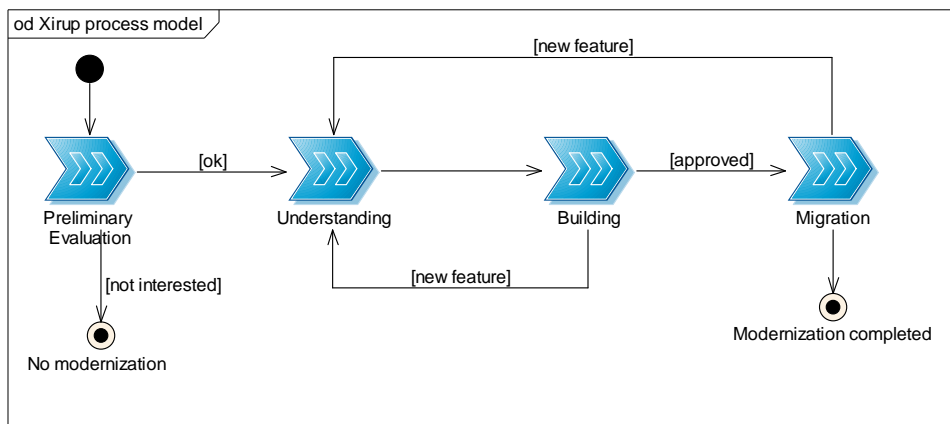 od Xirup process model
[new feature]
[ok]
[approved]
Preliminary
Evaluation
Understanding
Building
Migration
[new feature]
[not interested]
No modernization
Modernization completed